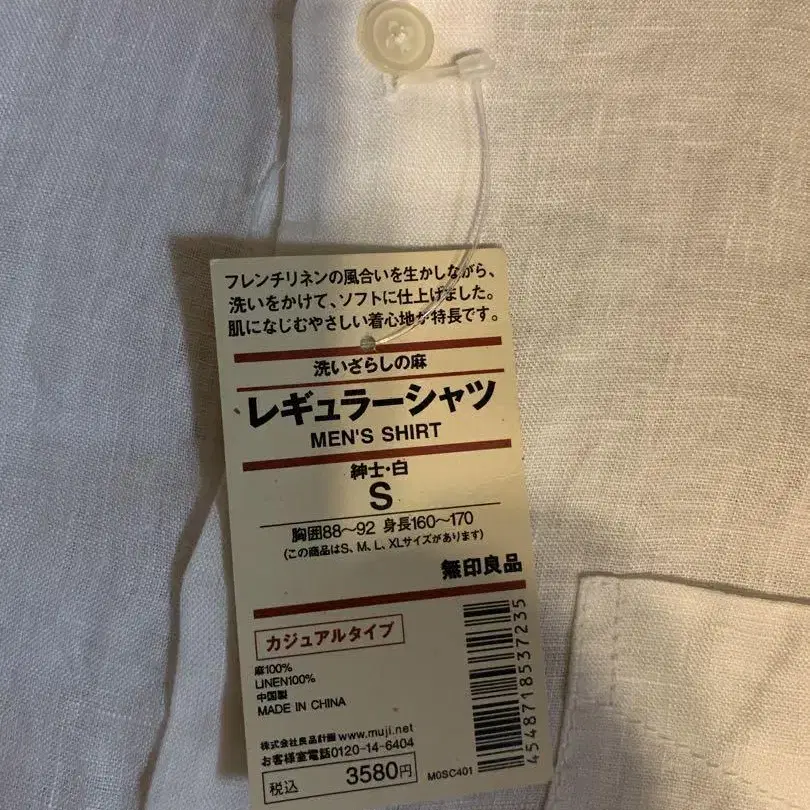 フレンチリネンの風合いを生かしながら、
洗いをかけて、ソフトに仕上げました。
肌になじむやさしい着心地が特長です。
洗いざらしの麻
レギュラーシャツ
MEN'S SHIRT
紳士・白
S
胸囲88〜92 身長160〜170
(この商品はS、M、L、XLサイズがあります)
無印良品
カジュアルタイプ
麻100%
LINEN100%
中国製
MADE IN CHINA
株式会社良品計画 www.muji.net
お客様室電話0120-14-6404
税込 3580円
M0SC401
4548718537235